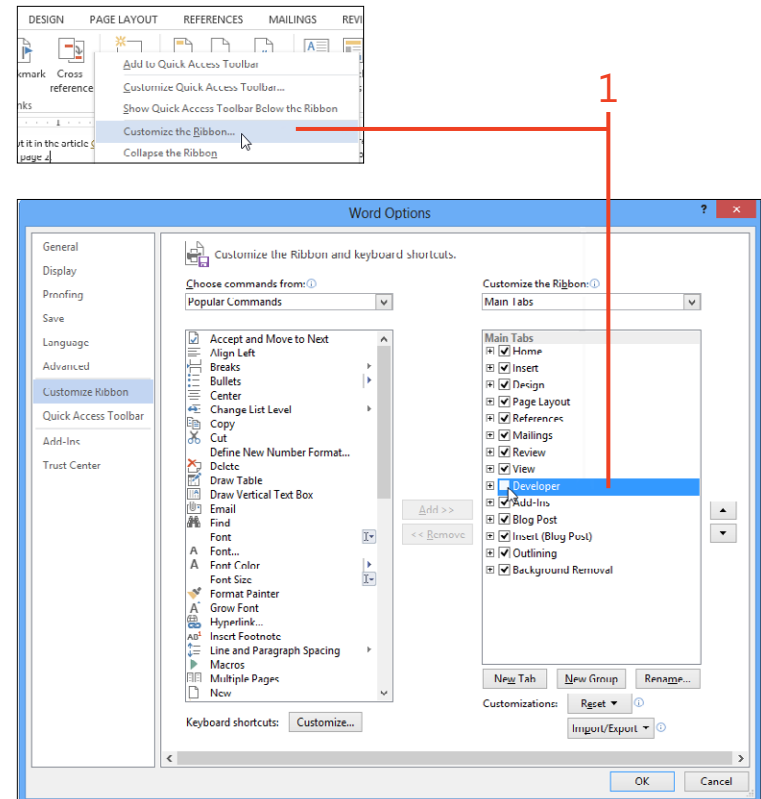 DESIGN PAGE LAYOUT REFERENCES MAILINGS REVI
Cross
reference
Add to Quick Access Toolbar
Customize Quick Access Toolbar...
Show Quick Access Toolbar Below the Ribbon
Customize the Ribbon...
Collapse the Ribbon
it in the article
page 2
1
Word Options
?
General
Display
Proofing
Save
Language
Advanced
Customize Ribbon
Quick Access Toolbar
Add-Ins
Trust Center
Customize the Ribbon and keyboard shortcuts.
Choose commands from:
Popular Commands
Accept and Move to Next
Align Left
Breaks
Bullets
Center
Change List Level
Copy
Cut
Define New Number Format...
Delete
Draw Table
Draw Vertical Text Box
Email
Find
Font
Font...
Font Color
Font Size
Format Painter
Grow Font
Hyperlink...
Insert Footnote
Line and Paragraph Spacing
Macros
Multiple Pages
New
Keyboard shortcuts: Customize...
Add >>
<< Remove
Customize the Ribbon:
Main Tabs
Main Tabs
Home
Insert
Design
Page Layout
References
Mailings
Review
View
Developer
Add-Ins
Blog Post
Insert (Blog Post)
Outlining
Background Removal
New Tab New Group Rename...
Customizations: Reset
Import/Export
OK Cancel